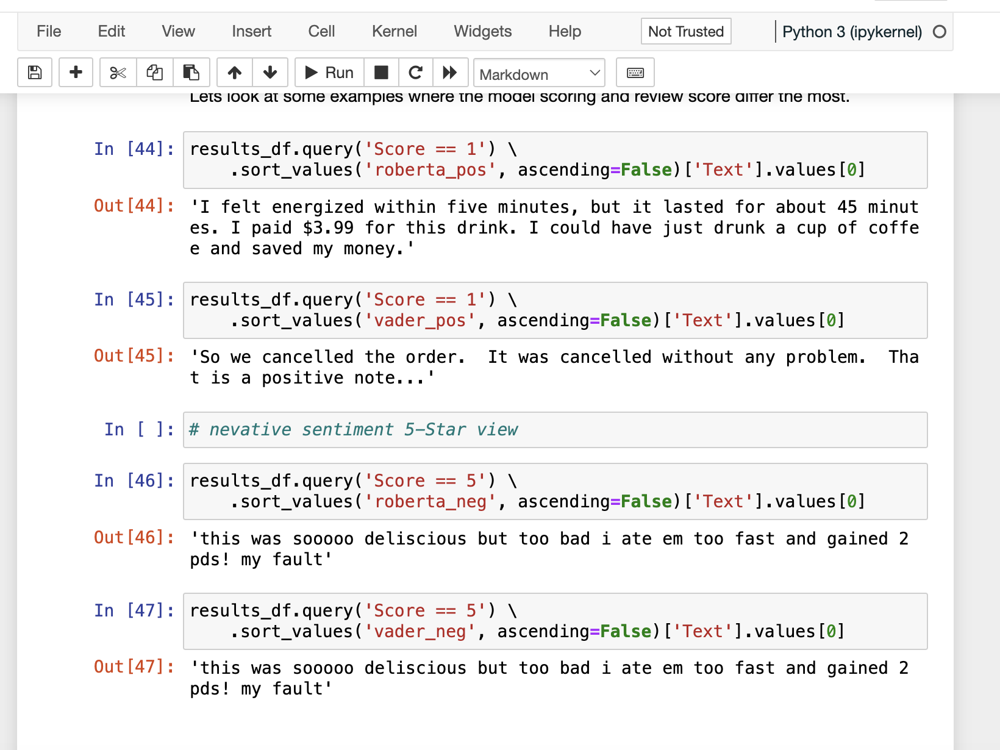 File Edit View Insert Cell Kernel Widgets Help Not Trusted Python 3 (ipykernel)
Run Markdown
Lets look at some examples where the model scoring and review score differ the most.
In [44]: results_df.query('Score == 1') \
.sort_values('roberta_pos', ascending=False)['Text'].values[0]
Out[44]: 'I felt energized within five minutes, but it lasted for about 45 minut
es. I paid $3.99 for this drink. I could have just drunk a cup of coffe
e and saved my money.'
In [45]: results_df.query('Score == 1') \
.sort_values('vader_pos', ascending=False)['Text'].values[0]
Out[45]: 'So we cancelled the order.  It was cancelled without any problem.  Tha
t is a positive note...'
In [ ]: # nevative sentiment 5-Star view
In [46]: results_df.query('Score == 5') \
.sort_values('roberta_neg', ascending=False)['Text'].values[0]
Out[46]: 'this was sooooo deliscious but too bad i ate em too fast and gained 2
pds! my fault'
In [47]: results_df.query('Score == 5') \
.sort_values('vader_neg', ascending=False)['Text'].values[0]
Out[47]: 'this was sooooo deliscious but too bad i ate em too fast and gained 2
pds! my fault'